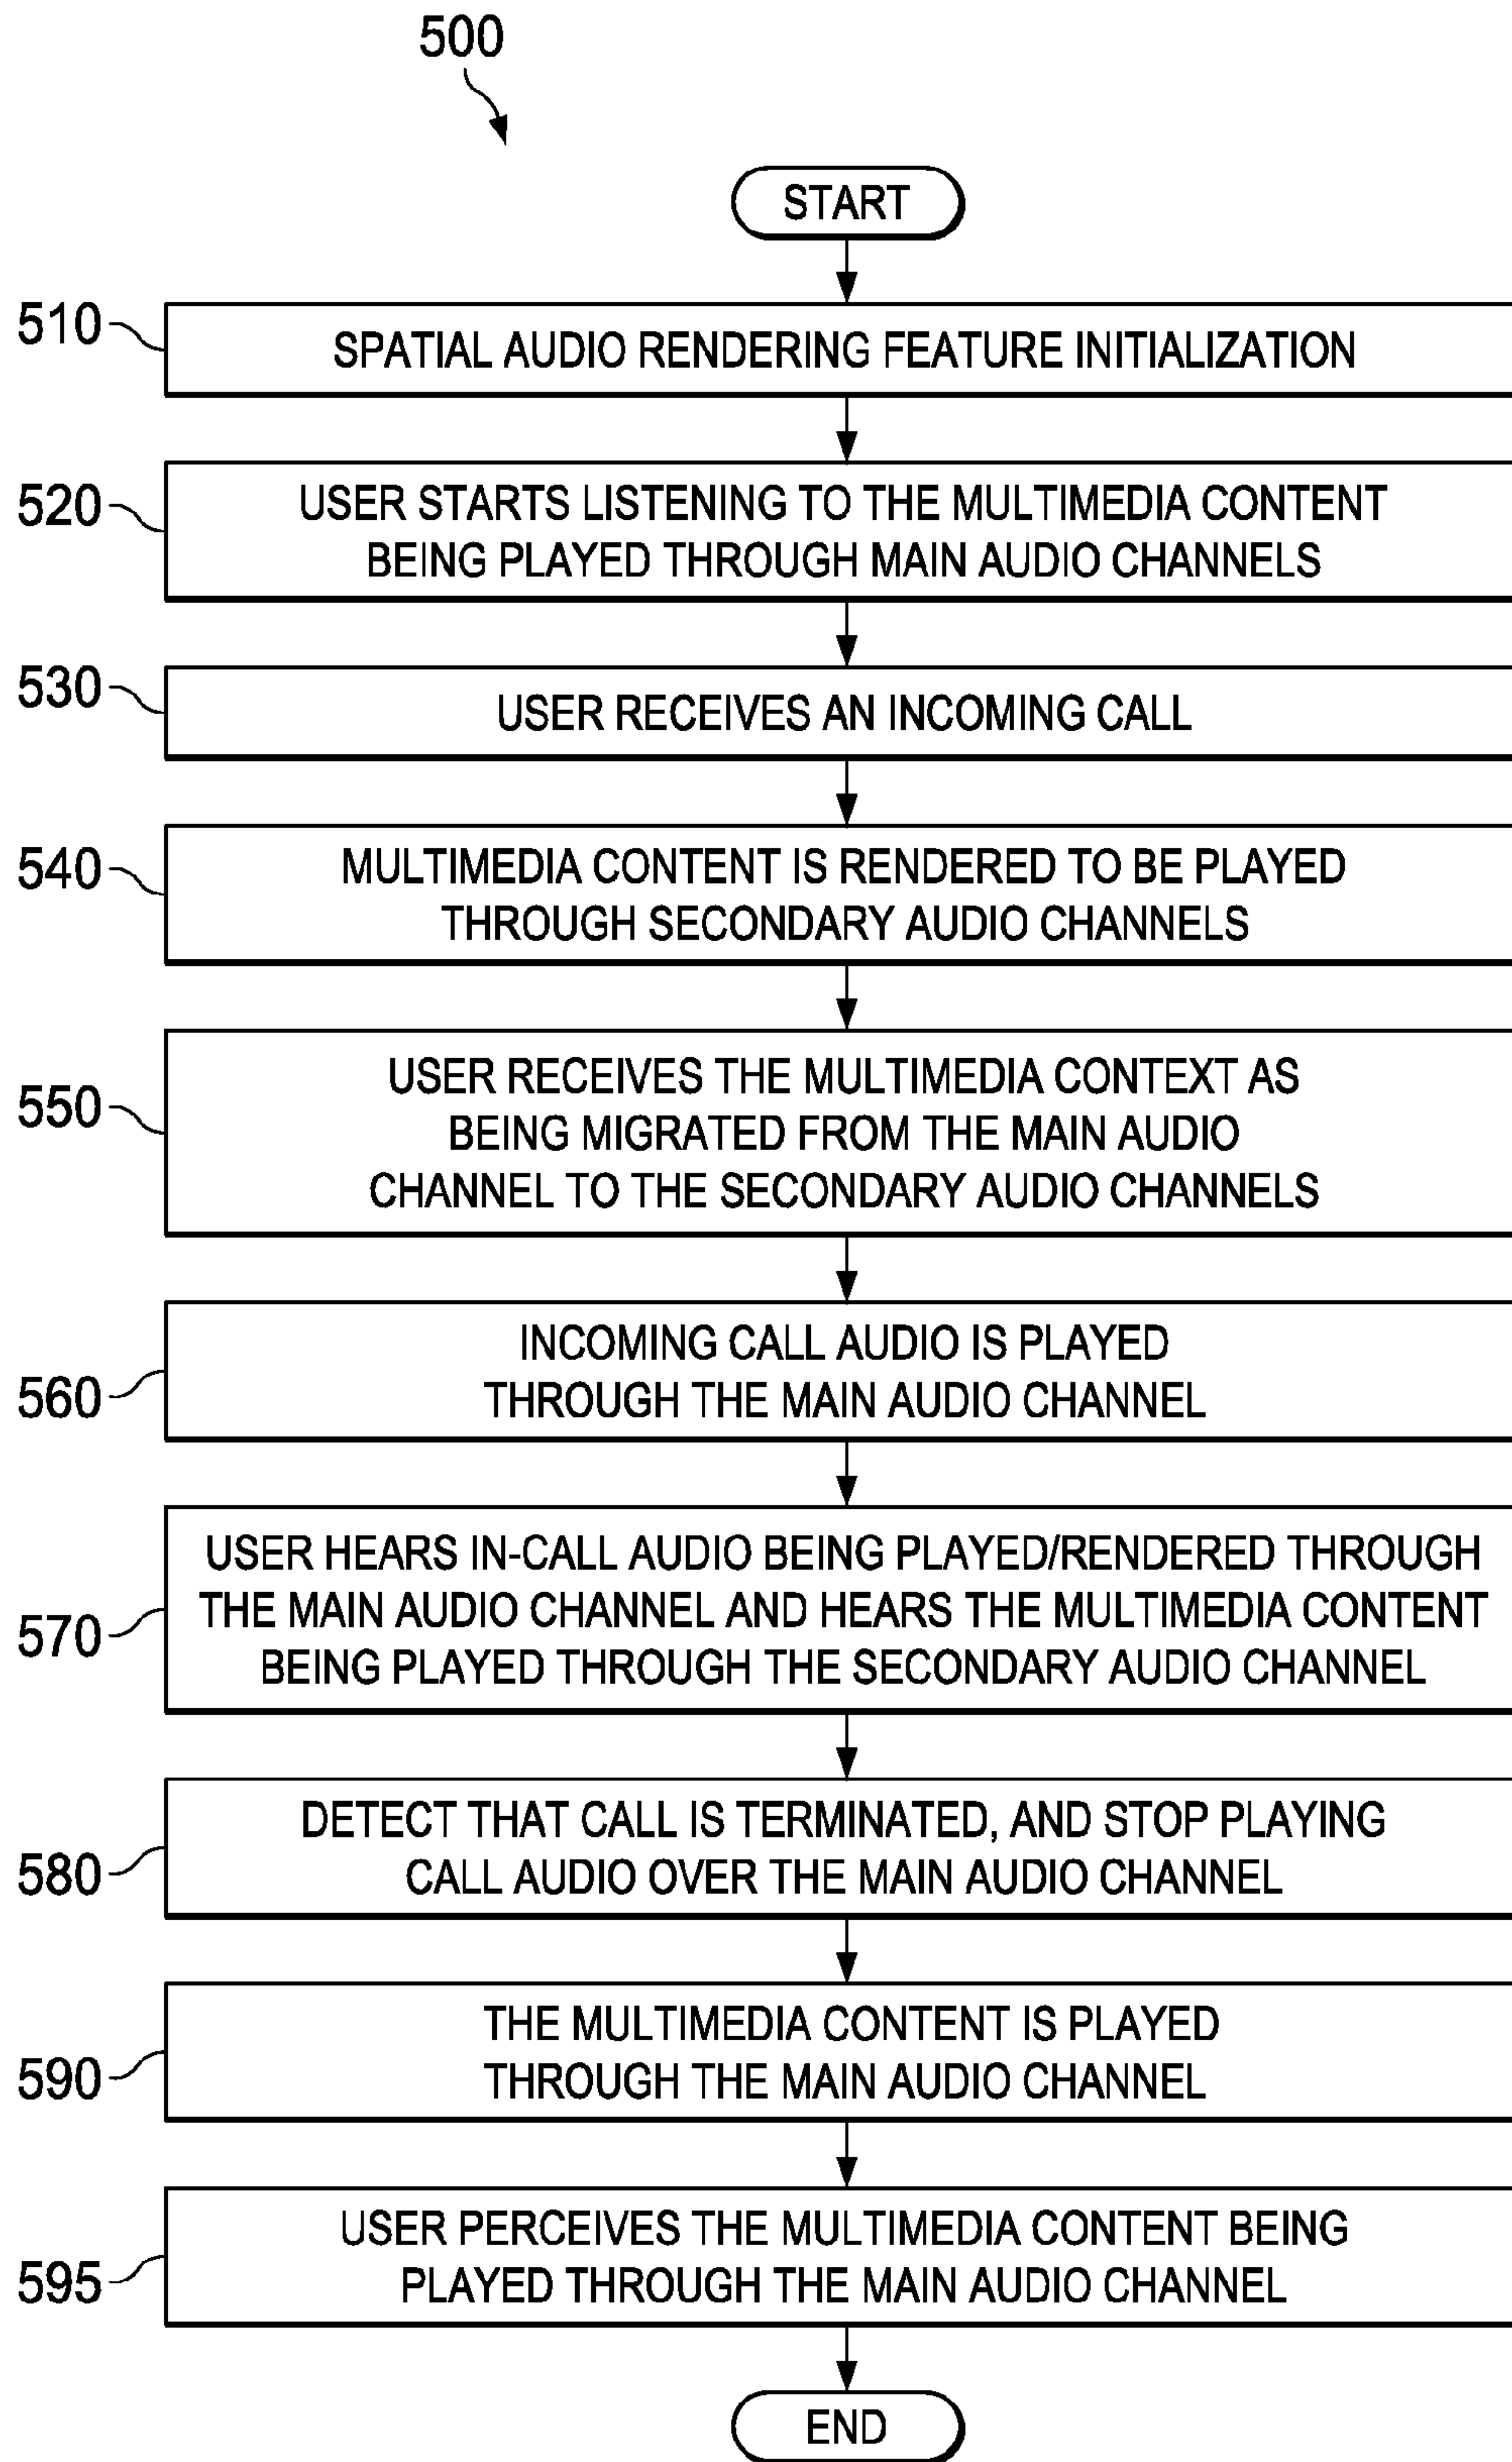 500
START
510
SPATIAL AUDIO RENDERING FEATURE INITIALIZATION
520
USER STARTS LISTENING TO THE MULTIMEDIA CONTENT
BEING PLAYED THROUGH MAIN AUDIO CHANNELS
530
USER RECEIVES AN INCOMING CALL
540
MULTIMEDIA CONTENT IS RENDERED TO BE PLAYED
THROUGH SECONDARY AUDIO CHANNELS
550
USER RECEIVES THE MULTIMEDIA CONTEXT AS
BEING MIGRATED FROM THE MAIN AUDIO
CHANNEL TO THE SECONDARY AUDIO CHANNELS
560
INCOMING CALL AUDIO IS PLAYED
THROUGH THE MAIN AUDIO CHANNEL
570
USER HEARS IN-CALL AUDIO BEING PLAYED/RENDERED THROUGH
THE MAIN AUDIO CHANNEL AND HEARS THE MULTIMEDIA CONTENT
BEING PLAYED THROUGH THE SECONDARY AUDIO CHANNEL
580
DETECT THAT CALL IS TERMINATED, AND STOP PLAYING
CALL AUDIO OVER THE MAIN AUDIO CHANNEL
590
THE MULTIMEDIA CONTENT IS PLAYED
THROUGH THE MAIN AUDIO CHANNEL
595
USER PERCEIVES THE MULTIMEDIA CONTENT BEING
PLAYED THROUGH THE MAIN AUDIO CHANNEL
END